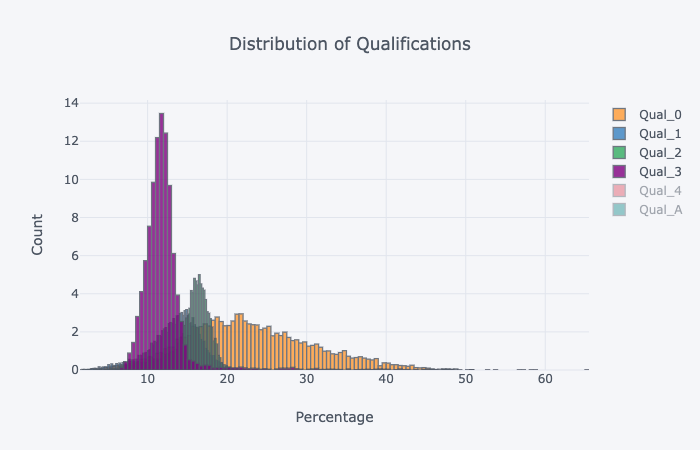 Distribution of Qualifications
14
12
10
8
6
4
2
0
Count
10
20
30
40
50
60
Percentage
Qual_0
Qual_1
Qual_2
Qual_3
Qual_4
Qual_A